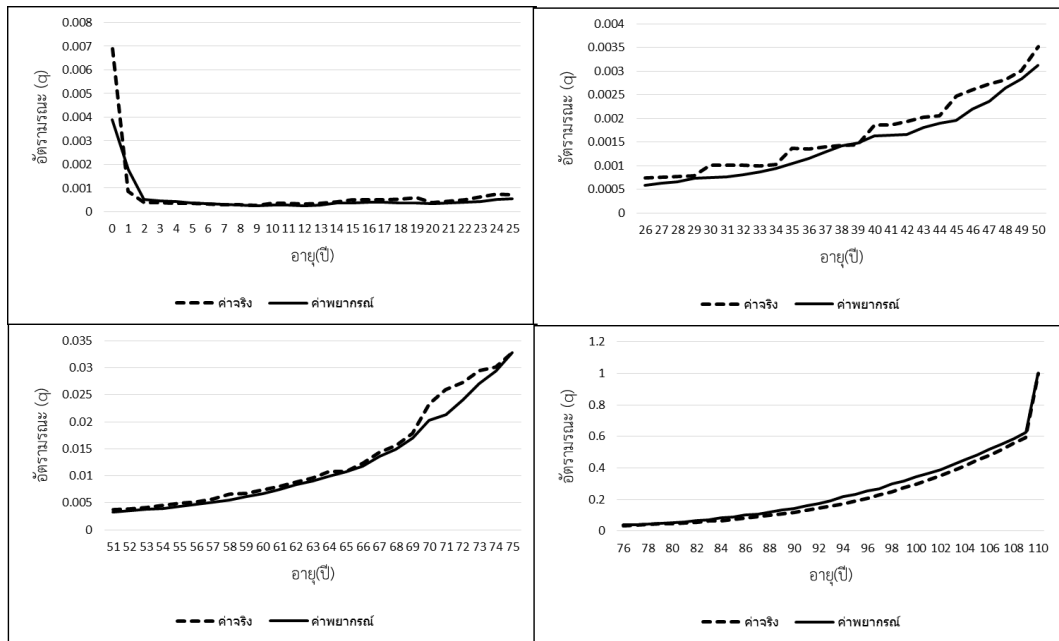 0.008
0.007
0.006
0.005
0.004
0.003
0.002
0.001
0
อัตรามรณะ (q)
0 1 2 3 4 5 6 7 8 9 10 11 12 13 14 15 16 17 18 19 20 21 22 23 24 25
อายุ(ปี)
ค่าจริง ค่าพยากรณ์
0.004
0.0035
0.003
0.0025
0.002
0.0015
0.001
0.0005
0
อัตรามรณะ (q)
26 27 28 29 30 31 32 33 34 35 36 37 38 39 40 41 42 43 44 45 46 47 48 49 50
อายุ(ปี)
ค่าจริง ค่าพยากรณ์
0.035
0.03
0.025
0.02
0.015
0.01
0.005
0
อัตรามรณะ (q)
51 52 53 54 55 56 57 58 59 60 61 62 63 64 65 66 67 68 69 70 71 72 73 74 75
อายุ(ปี)
ค่าจริง ค่าพยากรณ์
1.2
1
0.8
0.6
0.4
0.2
0
อัตรามรณะ (q)
76 78 80 82 84 86 88 90 92 94 96 98 100 102 104 106 108 110
อายุ(ปี)
ค่าจริง ค่าพยากรณ์